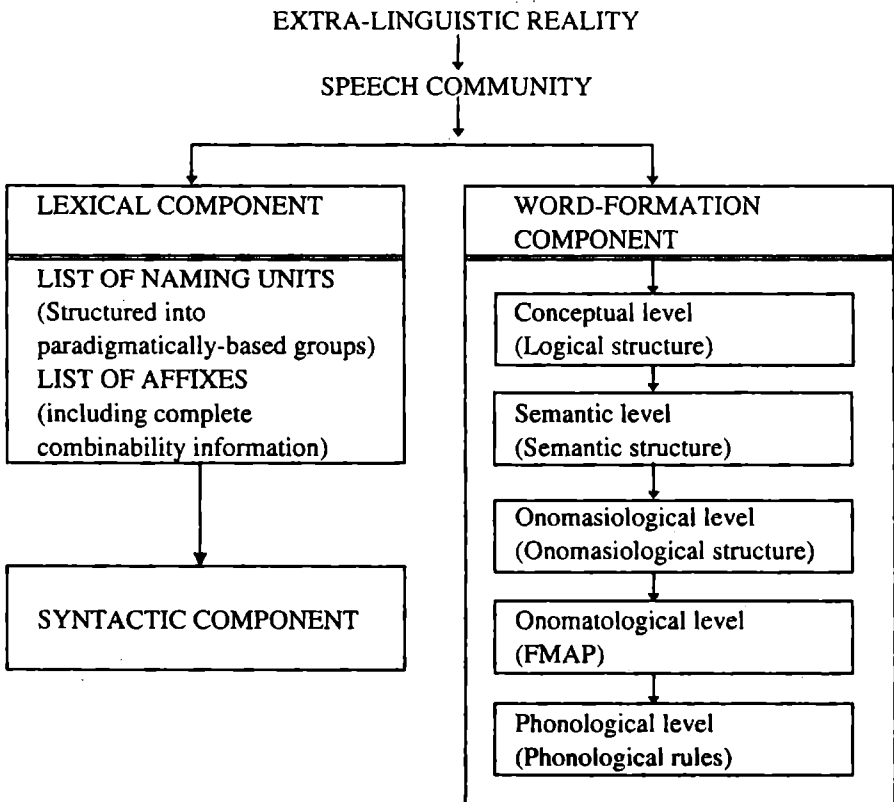 EXTRA-LINGUISTIC REALITY
SPEECH COMMUNITY
LEXICAL COMPONENT
LIST OF NAMING UNITS
(Structured into
paradigmatically-based groups)
LIST OF AFFIXES
(including complete
combinability information)
SYNTACTIC COMPONENT
WORD-FORMATION
COMPONENT
Conceptual level
(Logical structure)
Semantic level
(Semantic structure)
Onomasiological level
(Onomasiological structure)
Onomatological level
(FMAP)
Phonological level
(Phonological rules)